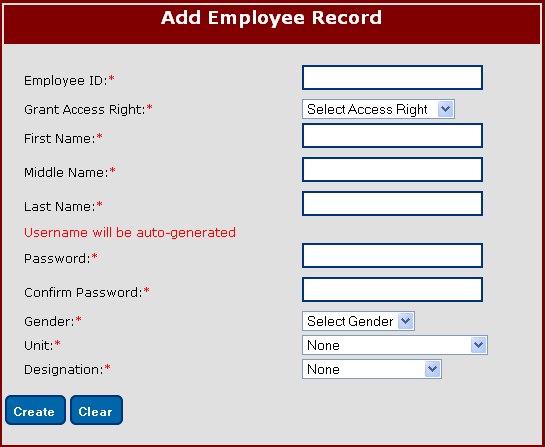 Add Employee Record
Employee ID:*
Grant Access Right:* Select Access Right
First Name:*
Middle Name:*
Last Name:*
Username will be auto-generated
Password:*
Confirm Password:*
Gender:* Select Gender
Unit:* None
Designation:* None
Create Clear